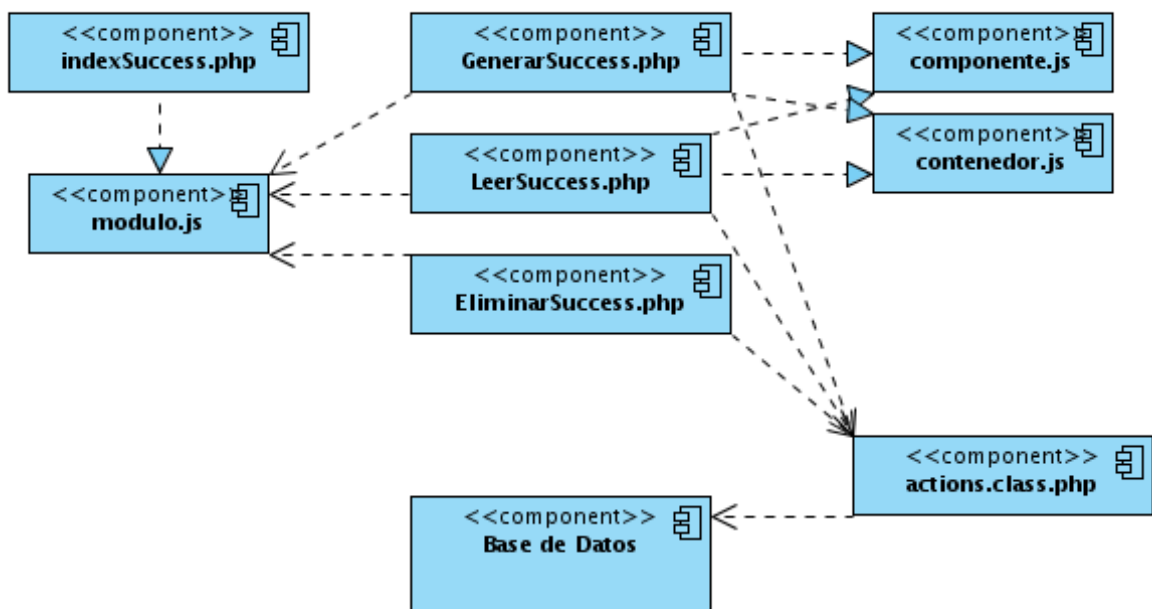 <<component>>
indexSuccess.php
<<component>>
GenerarSuccess.php
<<component>>
componente.js
<<component>>
contenedor.js
<<component>>
LeerSuccess.php
<<component>>
modulo.js
<<component>>
EliminarSuccess.php
<<component>>
actions.class.php
<<component>>
Base de Datos